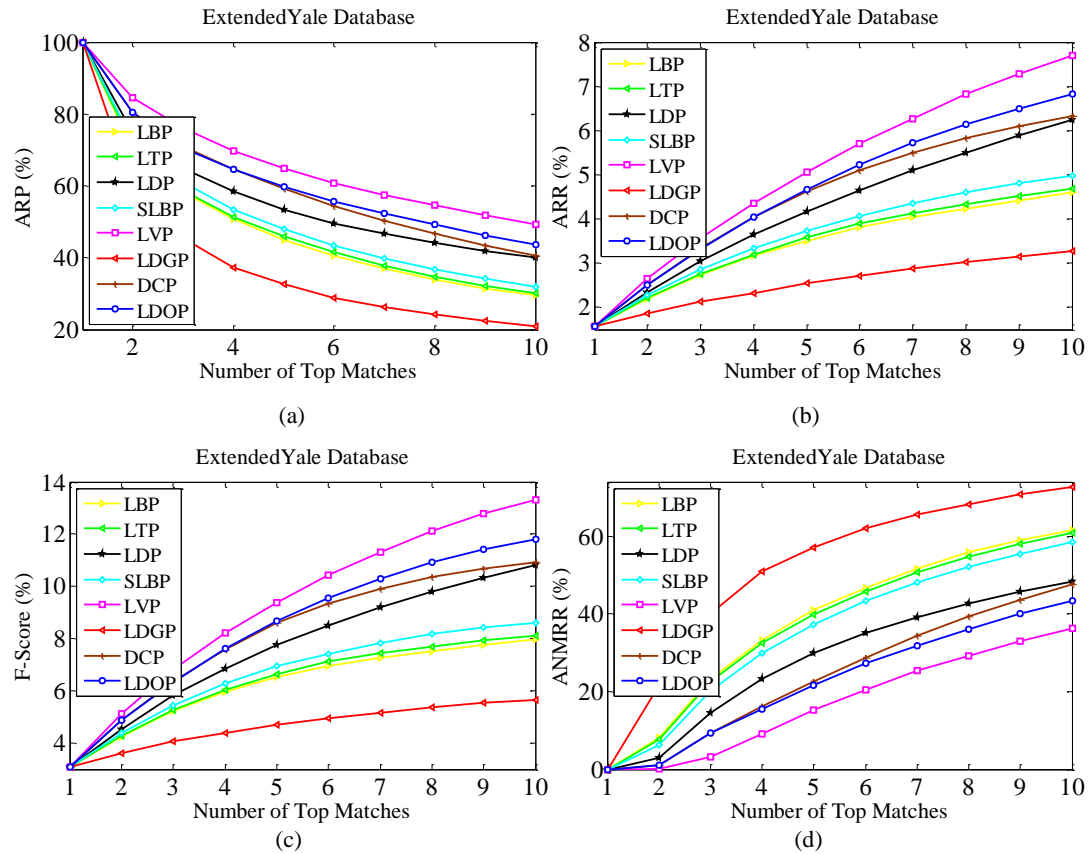 ExtendedYale Database
100
80
60
40
20
ARP (%)
LBP
LTP
LDP
SLBP
LVP
LDGP
DCP
LDOP
2 4 6 8 10
Number of Top Matches
(a)
ExtendedYale Database
8
7
6
5
4
3
2
ARR (%)
LBP
LTP
LDP
SLBP
LVP
LDGP
DCP
LDOP
1 2 3 4 5 6 7 8 9 10
Number of Top Matches
(b)
ExtendedYale Database
14
12
10
8
6
4
F-Score (%)
LBP
LTP
LDP
SLBP
LVP
LDGP
DCP
LDOP
1 2 3 4 5 6 7 8 9 10
Number of Top Matches
(c)
ExtendedYale Database
60
40
20
0
ANMRR (%)
LBP
LTP
LDP
SLBP
LVP
LDGP
DCP
LDOP
1 2 3 4 5 6 7 8 9 10
Number of Top Matches
(d)